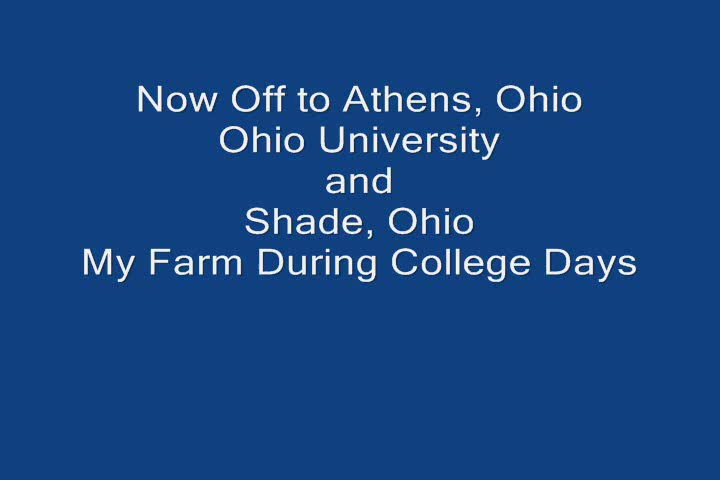 Now Off to Athens, Ohio
Ohio University
and
Shade, Ohio
My Farm During College Days